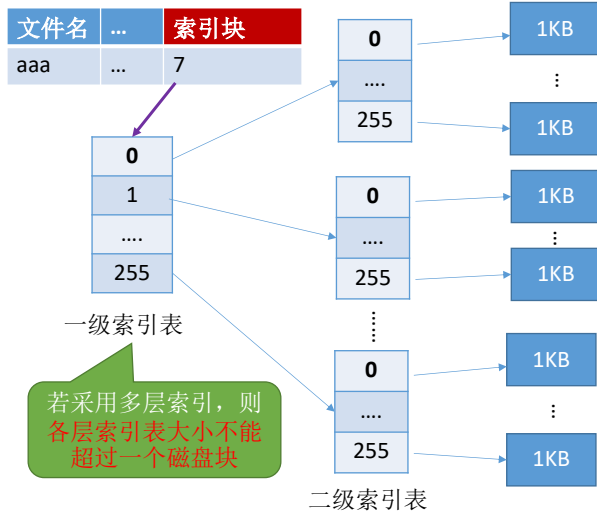 文件名 … 索引块
aaa … 7
0
1
….
255
一级索引表
若采用多层索引，则
各层索引表大小不能
超过一个磁盘块
0
….
255
0
….
255
……
0
….
255
二级索引表
1KB
…
1KB
1KB
…
1KB
1KB
…
1KB